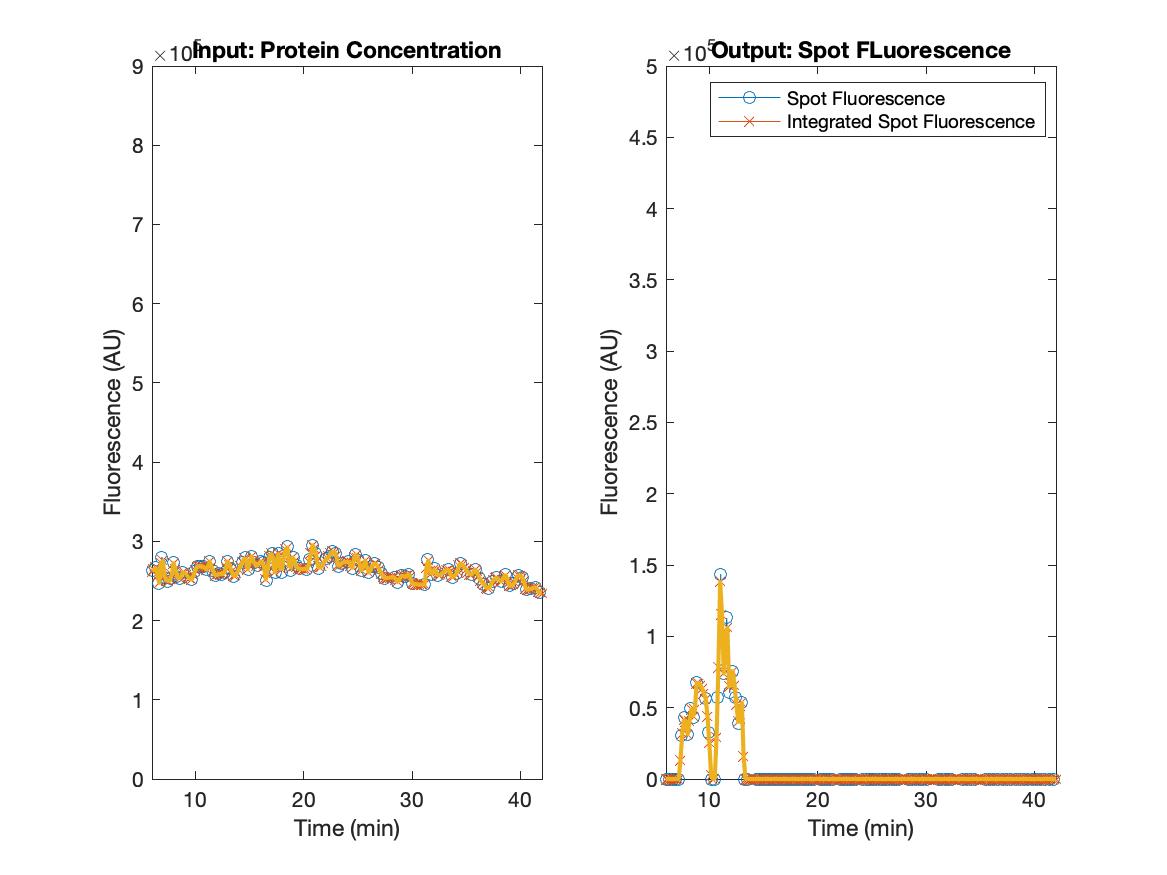 ×10^5 Input: Protein Concentration
9
8
7
6
5
4
3
2
1
0
Fluorescence (AU)
10 20 30 40
Time (min)
×10^5 Output: Spot FLuorescence
Spot Fluorescence
Integrated Spot Fluorescence
5
4.5
4
3.5
3
2.5
2
1.5
1
0.5
0
Fluorescence (AU)
10 20 30 40
Time (min)